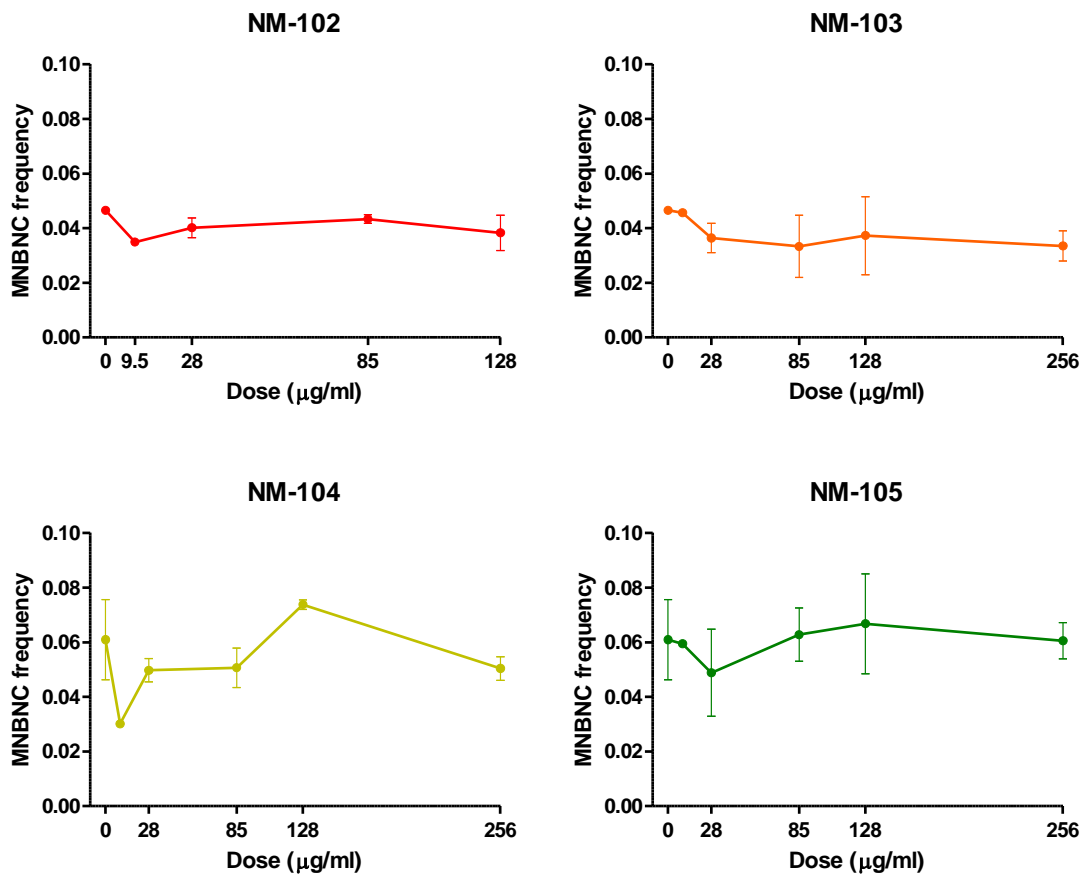 NM-102
MNBNC frequency
0.10
0.08
0.06
0.04
0.02
0.00
0 9.5 28 85 128
Dose (μg/ml)
NM-103
MNBNC frequency
0.10
0.08
0.06
0.04
0.02
0.00
0 28 85 128 256
Dose (μg/ml)
NM-104
MNBNC frequency
0.10
0.08
0.06
0.04
0.02
0.00
0 28 85 128 256
Dose (μg/ml)
NM-105
MNBNC frequency
0.10
0.08
0.06
0.04
0.02
0.00
0 28 85 128 256
Dose (μg/ml)